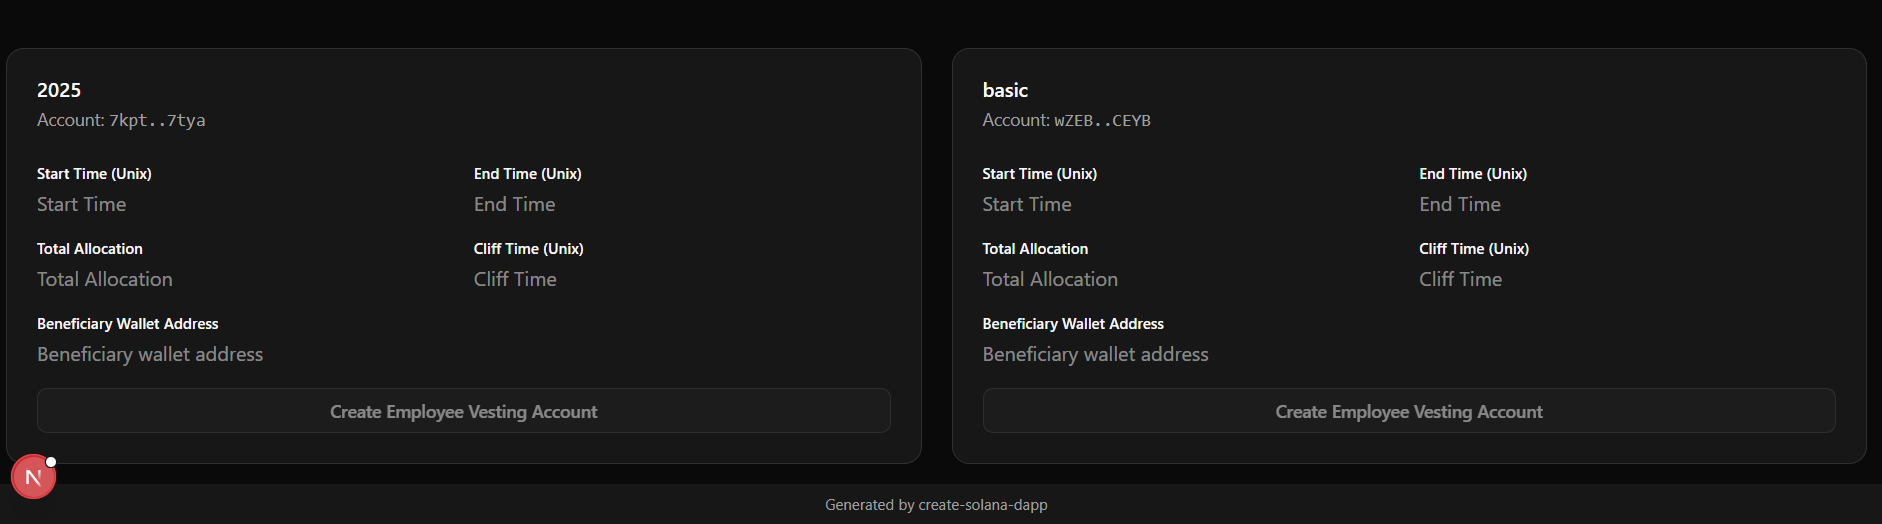 2025
Account: 7kpt..7tya
Start Time (Unix)
End Time (Unix)
Start Time
End Time
Total Allocation
Cliff Time (Unix)
Total Allocation
Cliff Time
Beneficiary Wallet Address
Beneficiary wallet address
Create Employee Vesting Account
basic
Account: wZEB..CEYB
Start Time (Unix)
End Time (Unix)
Start Time
End Time
Total Allocation
Cliff Time (Unix)
Total Allocation
Cliff Time
Beneficiary Wallet Address
Beneficiary wallet address
Create Employee Vesting Account
N
Generated by create-solana-dapp